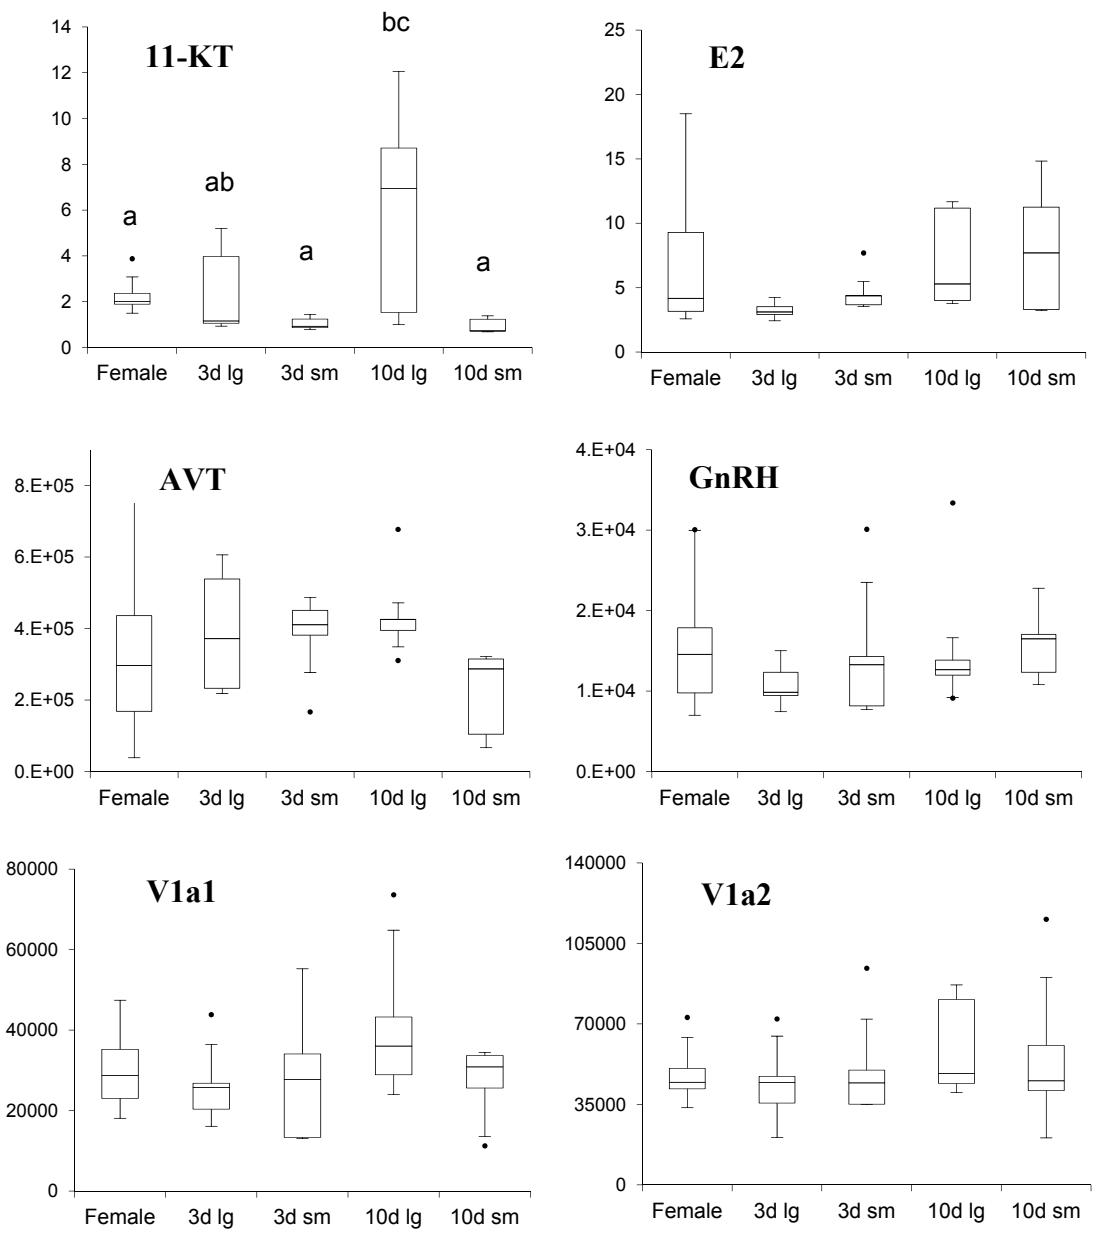 11-KT
14
12
10
8
6
4
2
0
a
ab
a
bc
a
Female 3d lg 3d sm 10d lg 10d sm
E2
25
20
15
10
5
0
Female 3d lg 3d sm 10d lg 10d sm
AVT
8.E+05
6.E+05
4.E+05
2.E+05
0.E+00
Female 3d lg 3d sm 10d lg 10d sm
GnRH
4.E+04
3.E+04
2.E+04
1.E+04
0.E+00
Female 3d lg 3d sm 10d lg 10d sm
V1a1
80000
60000
40000
20000
0
Female 3d lg 3d sm 10d lg 10d sm
V1a2
140000
105000
70000
35000
0
Female 3d lg 3d sm 10d lg 10d sm